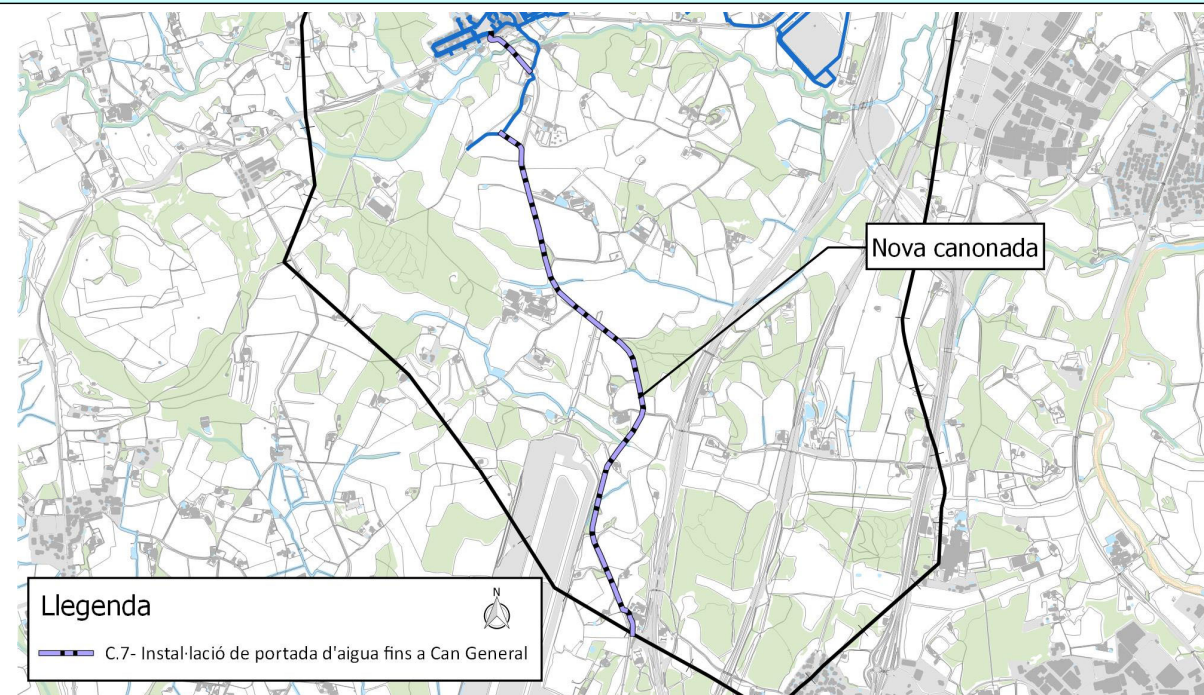 Nova canonada
Llegenda
N
C.7- Instal·lació de portada d'aigua fins a Can General